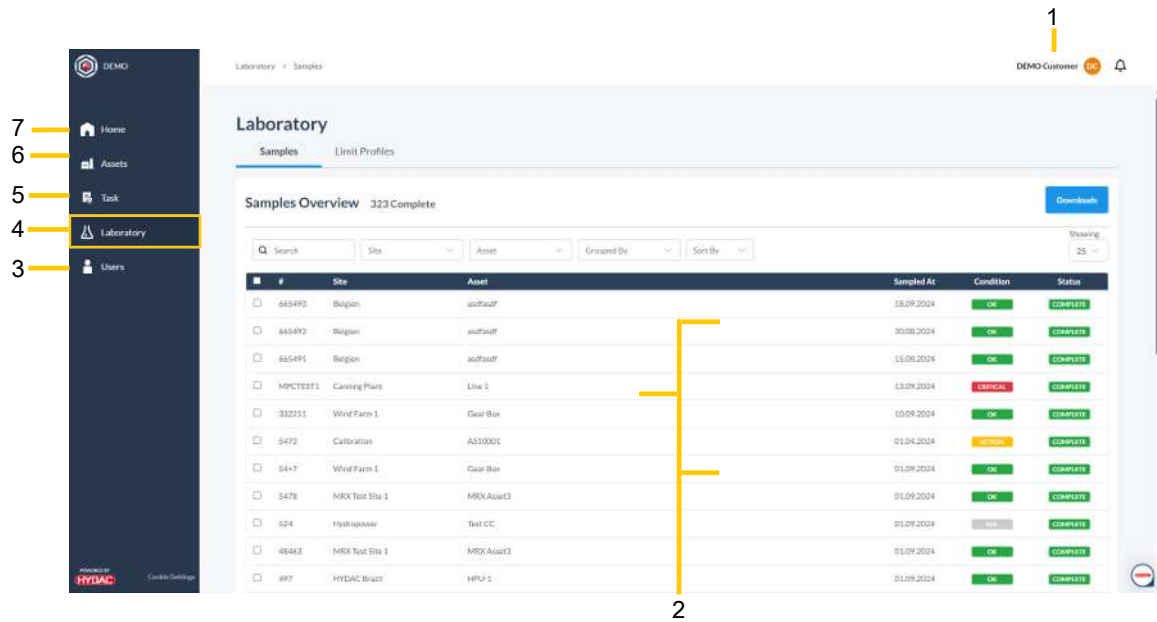 1
DEMO
Laboratory > Samples
DEMO Customer DC
7
Home
Laboratory
6
Assets
Samples Limit Profiles
5
Task
Samples Overview 323 Complete
Downloads
4
Laboratory
Showing
Search Site Asset Grouped By Sort By
25
3
Users
# Site Asset Sampled At Condition Status
665493 Belgien asdfasdf 18.09.2024 OK COMPLETE
665492 Belgien asdfasdf 30.08.2024 OK COMPLETE
665491 Belgien asdfasdf 15.08.2024 OK COMPLETE
MPCTEST1 Canning Plant Line 1 13.09.2024 CRITICAL COMPLETE
332211 Wind Farm 1 Gear Box 10.09.2024 OK COMPLETE
5472 Calibration AS10001 01.04.2024 ACTION COMPLETE
54+7 Wind Farm 1 Gear Box 01.09.2024 OK COMPLETE
5478 MRX Test Site 1 MRX Asset3 01.09.2024 OK COMPLETE
524 Hydropower Test CC 01.09.2024 N/A COMPLETE
48463 MRX Test Site 1 MRX Asset3 01.09.2024 OK COMPLETE
497 HYDAC Brazil HPU-1 01.09.2024 OK COMPLETE
POWERED BY
HYDAC Cookie Settings
2